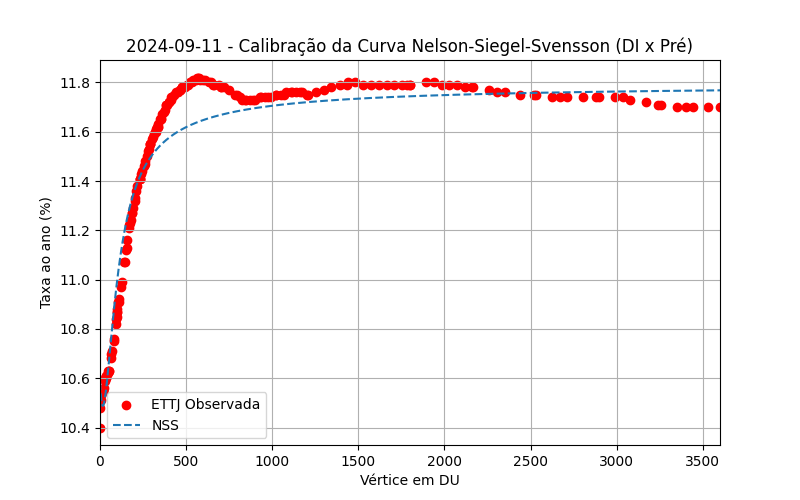 2024-09-11 - Calibração da Curva Nelson-Siegel-Svensson (DI x Pré)
Taxa ao ano (%)
11.8
11.6
11.4
11.2
11.0
10.8
10.6
10.4
ETTJ Observada
NSS
0 500 1000 1500 2000 2500 3000 3500
Vértice em DU